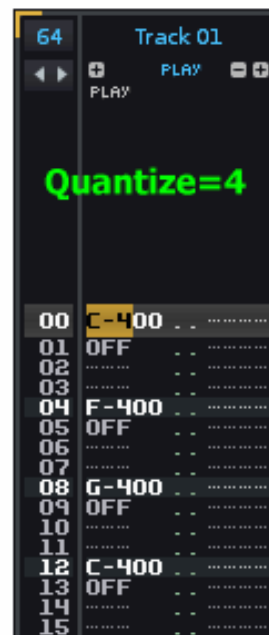 64 Track 01
PLAY
PLAY
Quantize=4
00 C-400 .. .........
01 OFF .. .........
02 ...... .. .........
03 ...... .. .........
04 F-400 .. .........
05 OFF .. .........
06 ...... .. .........
07 ...... .. .........
08 G-400 .. .........
09 OFF .. .........
10 ...... .. .........
11 ...... .. .........
12 C-400 .. .........
13 OFF .. .........
14 ...... .. .........
15 ...... .. .........